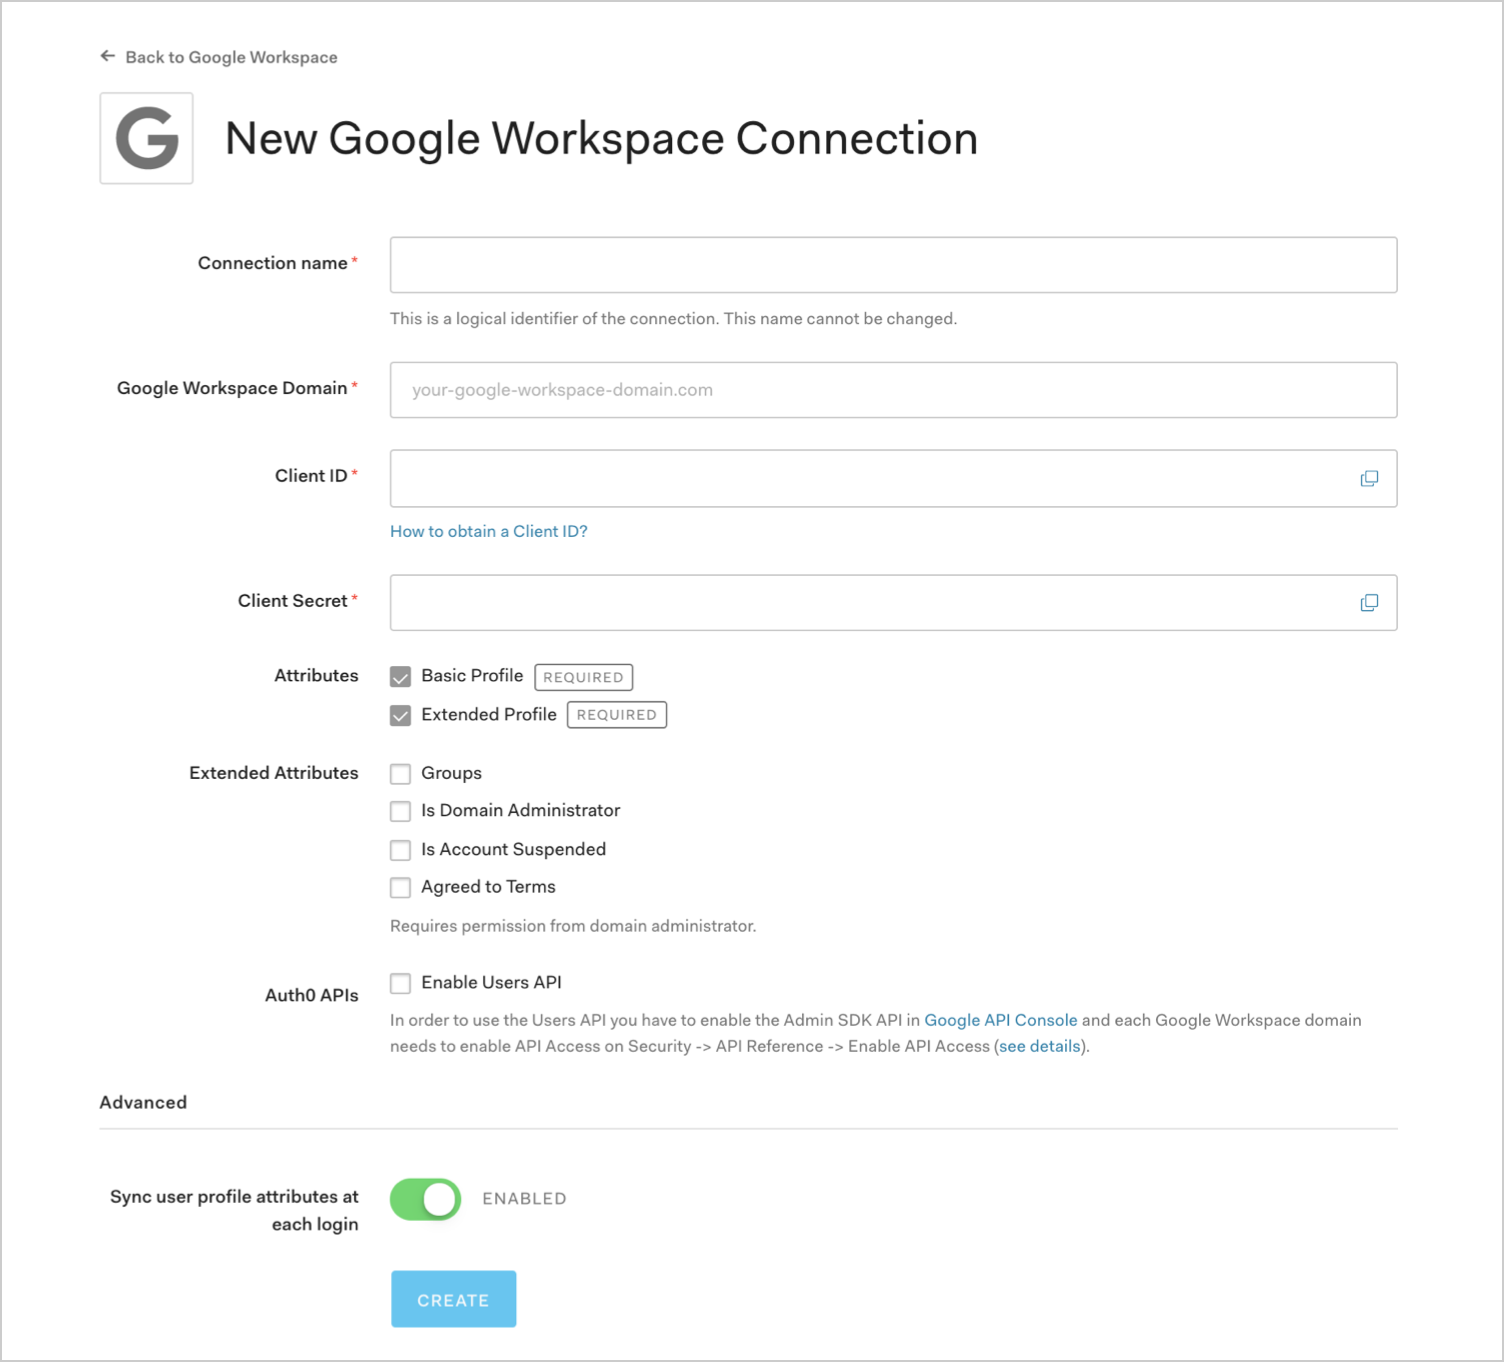 ← Back to Google Workspace
G
New Google Workspace Connection
Connection name *
This is a logical identifier of the connection. This name cannot be changed.
Google Workspace Domain *
your-google-workspace-domain.com
Client ID *
How to obtain a Client ID?
Client Secret *
Attributes
Basic Profile REQUIRED
Extended Profile REQUIRED
Extended Attributes
Groups
Is Domain Administrator
Is Account Suspended
Agreed to Terms
Requires permission from domain administrator.
Auth0 APIs
Enable Users API
In order to use the Users API you have to enable the Admin SDK API in Google API Console and each Google Workspace domain
needs to enable API Access on Security -> API Reference -> Enable API Access (see details).
Advanced
Sync user profile attributes at
each login
ENABLED
CREATE